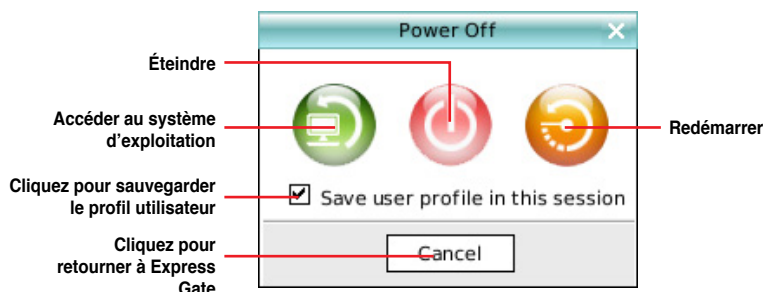 Power Off
Éteindre
Accéder au système
d'exploitation
Redémarrer
Cliquez pour sauvegarder
le profil utilisateur
Save user profile in this session
Cliquez pour
retourner à Express
Gate
Cancel